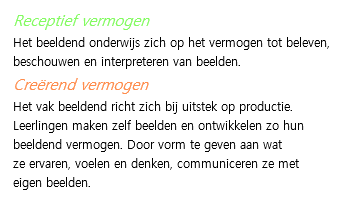 Receptief vermogen
Het beeldend onderwijs zich op het vermogen tot beleven,
beschouwen en interpreteren van beelden.
Creërend vermogen
Het vak beeldend richt zich bij uitstek op productie.
Leerlingen maken zelf beelden en ontwikkelen zo hun
beeldend vermogen. Door vorm te geven aan wat
ze ervaren, voelen en denken, communiceren ze met
eigen beelden.